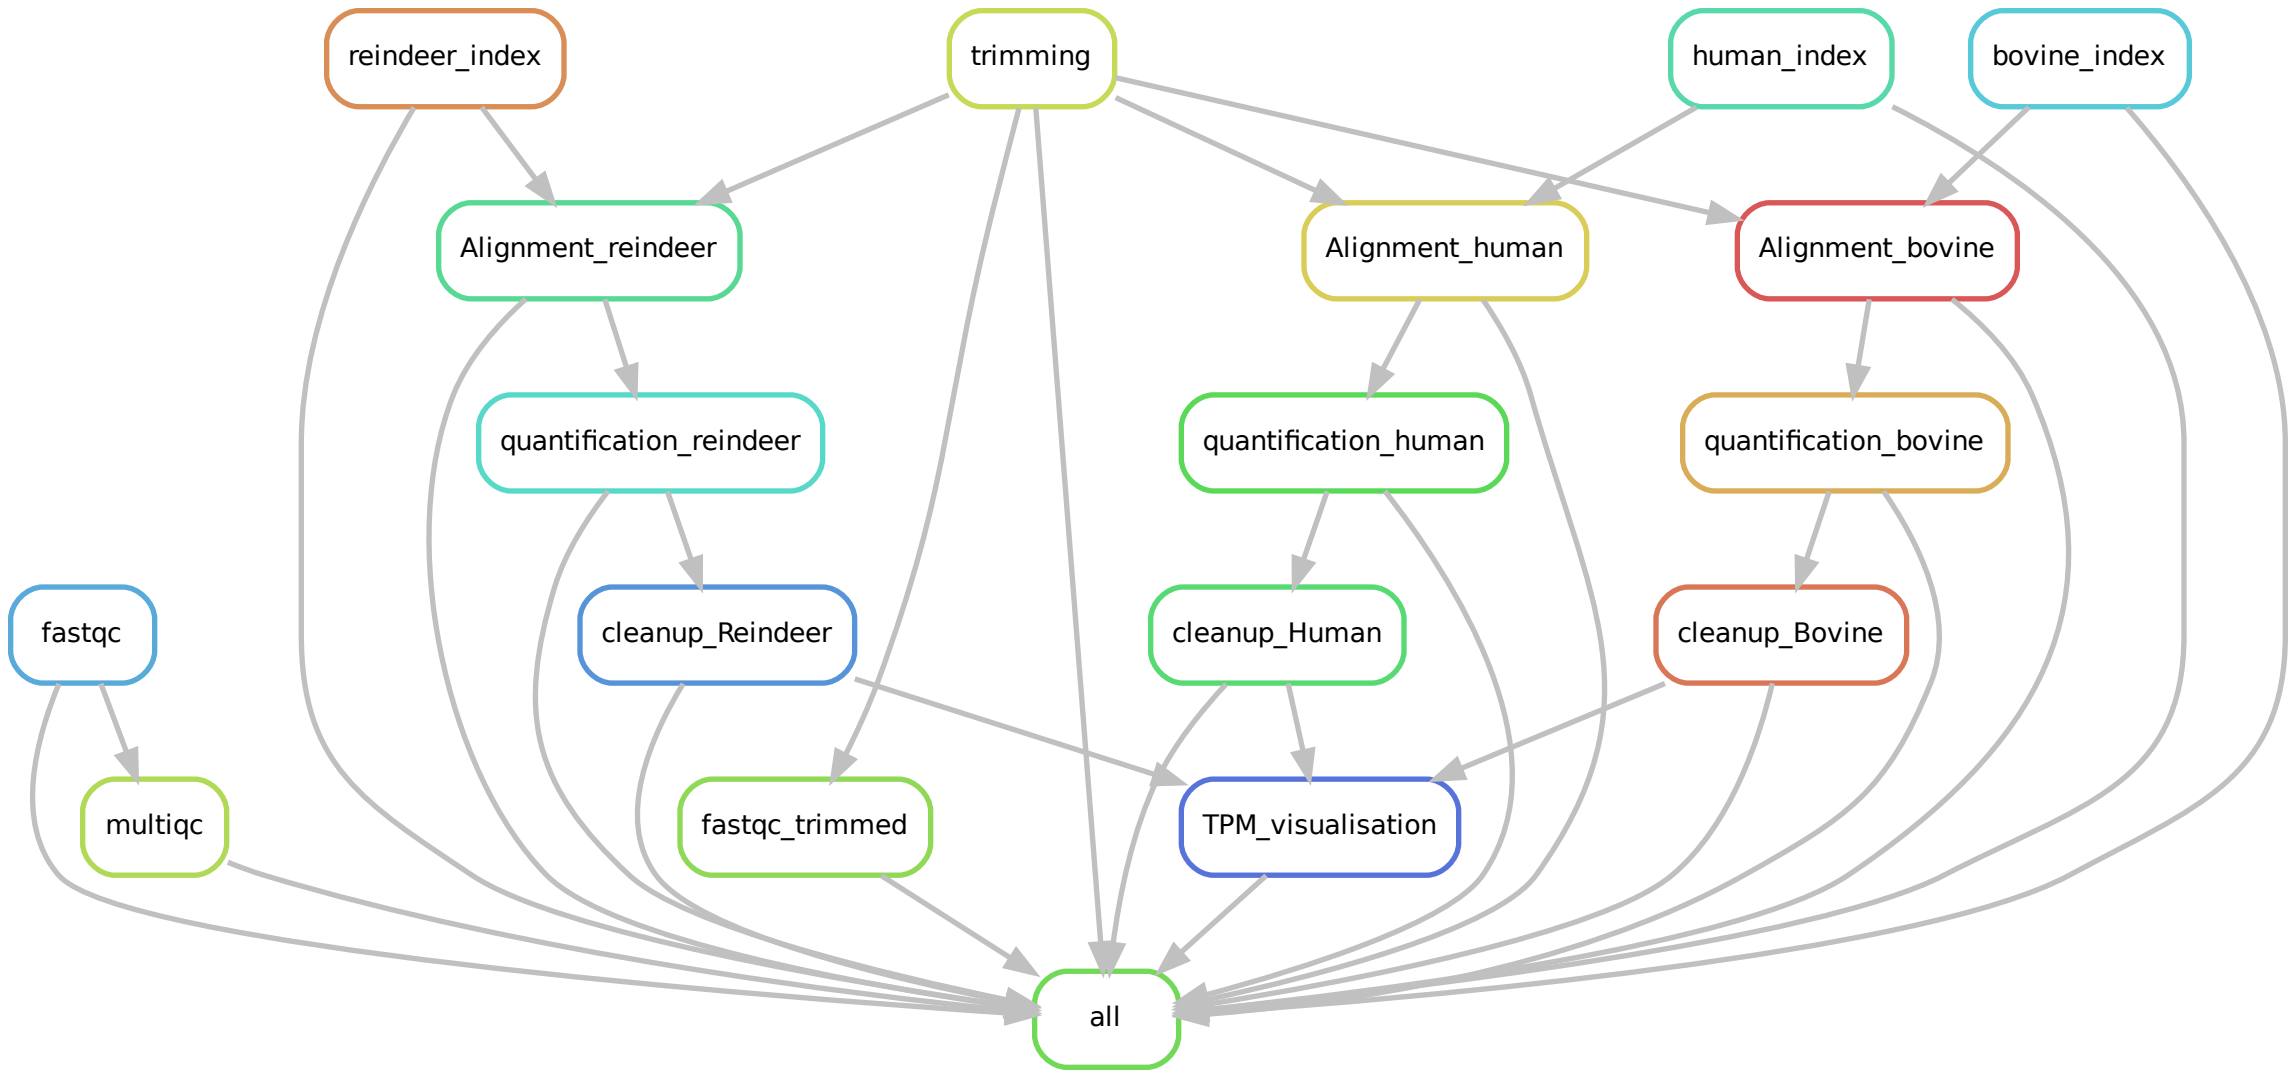 reindeer_index
trimming
human_index
bovine_index
Alignment_reindeer
Alignment_human
Alignment_bovine
quantification_reindeer
quantification_human
quantification_bovine
fastqc
cleanup_Reindeer
cleanup_Human
cleanup_Bovine
multiqc
fastqc_trimmed
TPM_visualisation
all